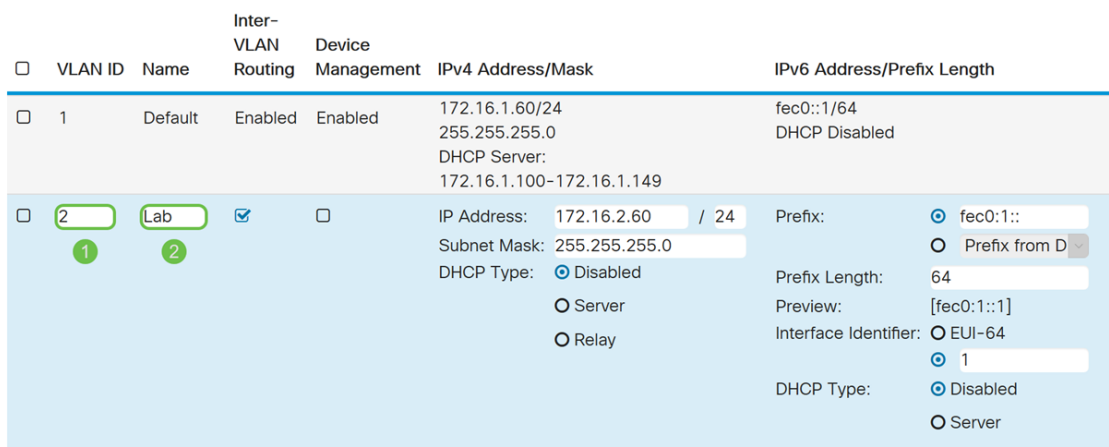 Inter-
VLAN Device
VLAN ID Name Routing Management IPv4 Address/Mask IPv6 Address/Prefix Length
1 Default Enabled Enabled 172.16.1.60/24 fec0::1/64
255.255.255.0 DHCP Disabled
DHCP Server:
172.16.1.100-172.16.1.149
2 Lab IP Address: 172.16.2.60 / 24 Prefix: fec0:1::
1 2 Subnet Mask: 255.255.255.0 Prefix from D
DHCP Type: Disabled Prefix Length: 64
Server Preview: [fec0:1::1]
Relay Interface Identifier: EUI-64
1
DHCP Type: Disabled
Server